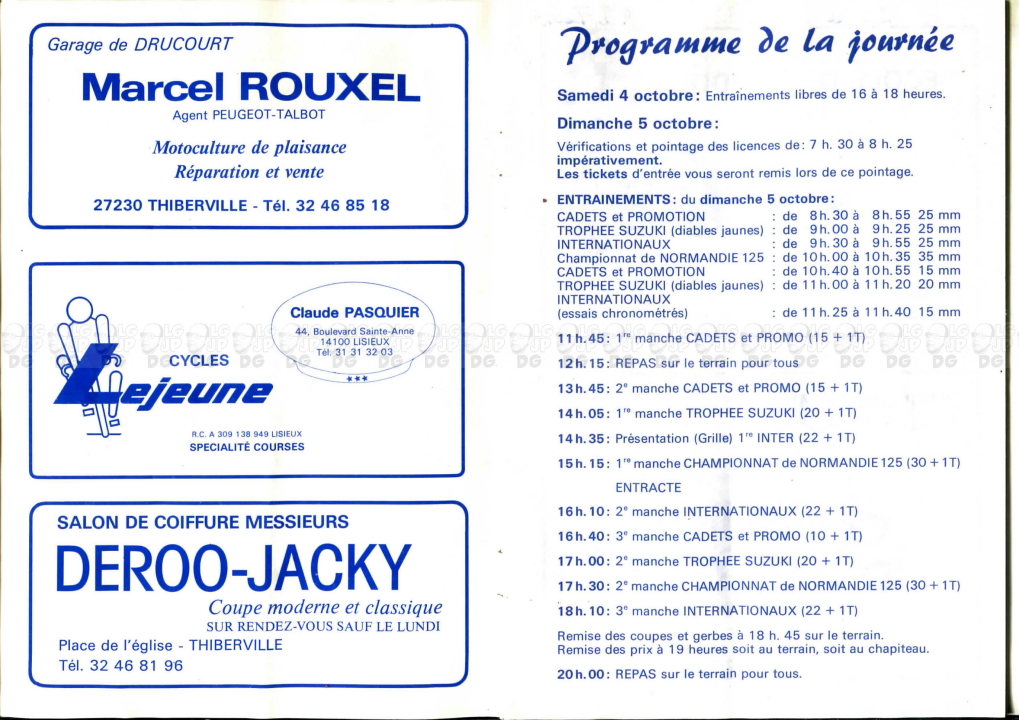 Garage de DRUCOURT
Marcel ROUXEL
Agent PEUGEOT-TALBOT
Motoculture de plaisance
Réparation et vente
27230 THIBERVILLE - Tél. 32 46 85 18
Claude PASQUIER
44, Boulevard Sainte-Anne
14100 LISIEUX
Tél. 31 31 32 03
***
CYCLES
Lejeune
R.C. A 309 138 949 LISIEUX
SPECIALITÉ COURSES
SALON DE COIFFURE MESSIEURS
DEROO-JACKY
Coupe moderne et classique
SUR RENDEZ-VOUS SAUF LE LUNDI
Place de l'église - THIBERVILLE
Tél. 32 46 81 96
Programme de la journée
Samedi 4 octobre : Entraînements libres de 16 à 18 heures.
Dimanche 5 octobre :
Vérifications et pointage des licences de : 7 h. 30 à 8 h. 25
impérativement.
Les tickets d'entrée vous seront remis lors de ce pointage.
ENTRAINEMENTS : du dimanche 5 octobre :
CADETS et PROMOTION : de 8 h. 30 à 8 h. 55 25 mm
TROPHEE SUZUKI (diables jaunes) : de 9 h. 00 à 9 h. 25 25 mm
INTERNATIONAUX : de 9 h. 30 à 9 h. 55 25 mm
Championnat de NORMANDIE 125 : de 10 h. 00 à 10 h. 35 35 mm
CADETS et PROMOTION : de 10 h. 40 à 10 h. 55 15 mm
TROPHEE SUZUKI (diables jaunes) : de 11 h. 00 à 11 h. 20 20 mm
INTERNATIONAUX
(essais chronométrés) : de 11 h. 25 à 11 h. 40 15 mm
11 h. 45 : 1re manche CADETS et PROMO (15 + 1T)
12 h. 15 : REPAS sur le terrain pour tous
13 h. 45 : 2e manche CADETS et PROMO (15 + 1T)
14 h. 05 : 1re manche TROPHEE SUZUKI (20 + 1T)
14 h. 35 : Présentation (Grille) 1re INTER (22 + 1T)
15 h. 15 : 1re manche CHAMPIONNAT de NORMANDIE 125 (30 + 1T)
ENTRACTE
16 h. 10 : 2e manche INTERNATIONAUX (22 + 1T)
16 h. 40 : 3e manche CADETS et PROMO (10 + 1T)
17 h. 00 : 2e manche TROPHEE SUZUKI (20 + 1T)
17 h. 30 : 2e manche CHAMPIONNAT de NORMANDIE 125 (30 + 1T)
18 h. 10 : 3e manche INTERNATIONAUX (22 + 1T)
Remise des coupes et gerbes à 18 h. 45 sur le terrain.
Remise des prix à 19 heures soit au terrain, soit au chapiteau.
20 h. 00 : REPAS sur le terrain pour tous.